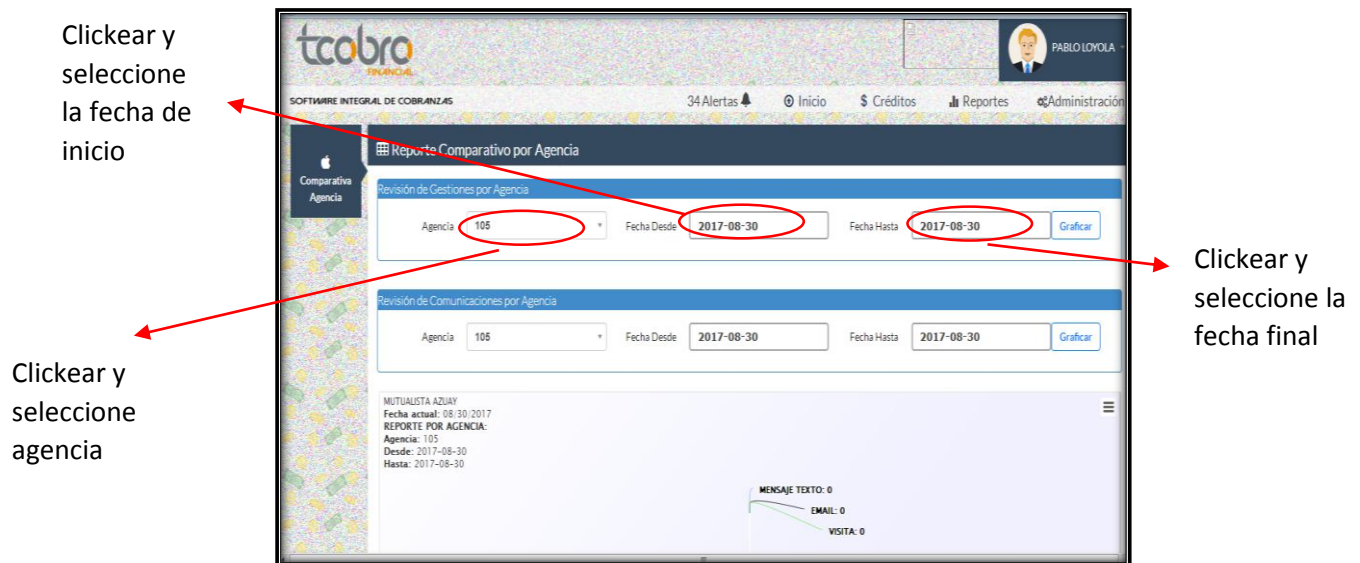 Clickear y
seleccione
la fecha de
inicio
tcobro
FINANCIAL
PABLO LOYOLA
SOFTWARE INTEGRAL DE COBRANZAS
34 Alertas Inicio $ Créditos Reportes Administración
Comparativa
Agencia
Reporte Comparativo por Agencia
Revisión de Gestiones por Agencia
Agencia 105 Fecha Desde 2017-08-30 Fecha Hasta 2017-08-30 Graficar
Clickear y
seleccione la
fecha final
Revisión de Comunicaciones por Agencia
Agencia 105 Fecha Desde 2017-08-30 Fecha Hasta 2017-08-30 Graficar
Clickear y
seleccione
agencia
MUTUALISTA AZUAY
Fecha actual: 08/30/2017
REPORTE POR AGENCIA:
Agencia: 105
Desde: 2017-08-30
Hasta: 2017-08-30
MENSAJE TEXTO: 0
EMAIL: 0
VISITA: 0